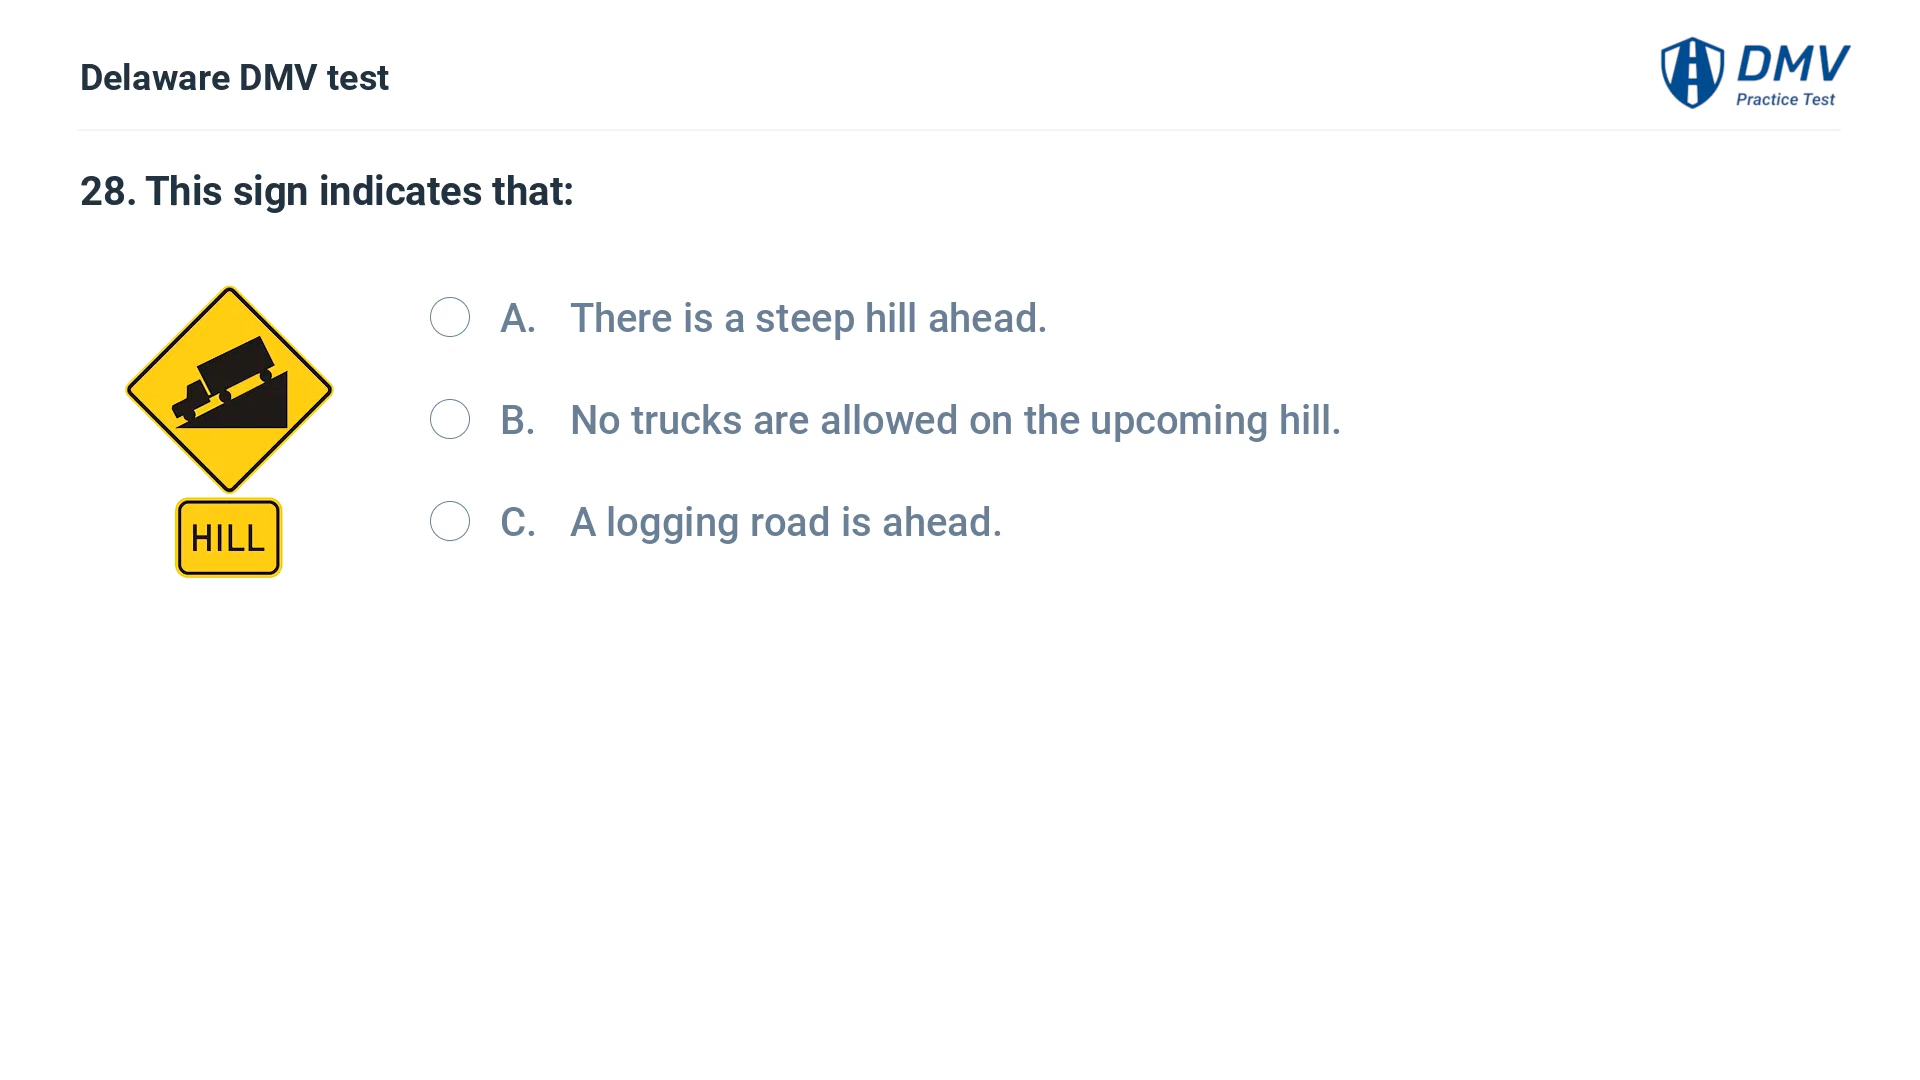 Delaware DMV test
DMV
Practice Test
28. This sign indicates that:
A. There is a steep hill ahead.
B. No trucks are allowed on the upcoming hill.
C. A logging road is ahead.
HILL